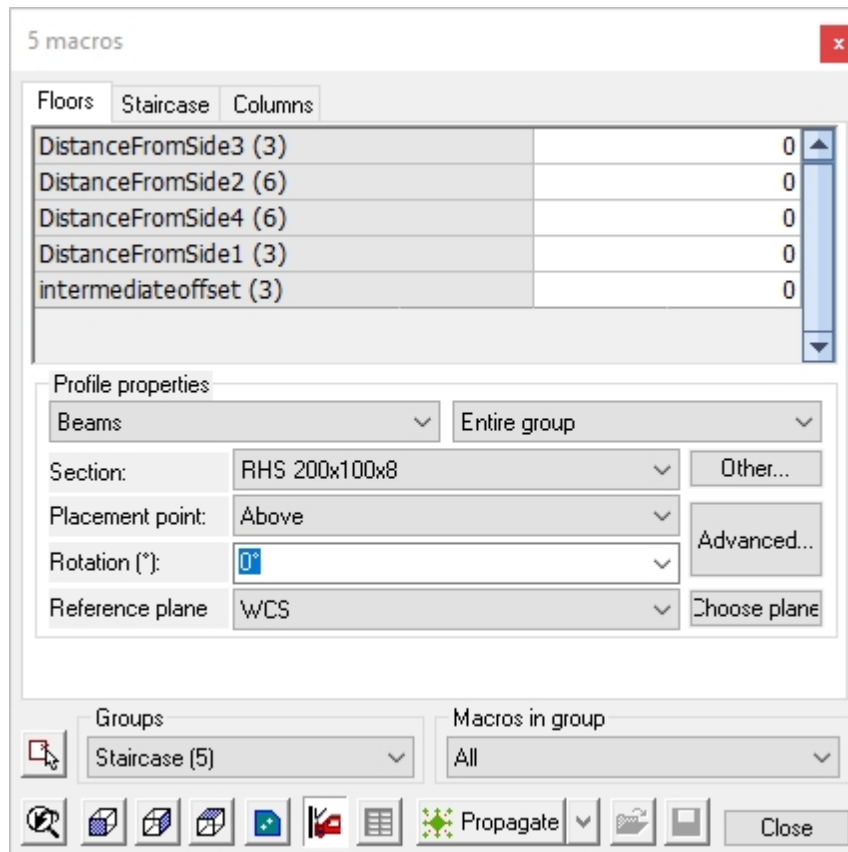 5 macros
x
Floors Staircase Columns
DistanceFromSide3 (3) 0
DistanceFromSide2 (6) 0
DistanceFromSide4 (6) 0
DistanceFromSide1 (3) 0
intermediateoffset (3) 0
Profile properties
Beams Entire group
Section: RHS 200x100x8 Other...
Placement point: Above
Advanced...
Rotation (°): 0°
Reference plane WCS Choose plane
Groups Macros in group
Staircase (5) All
Propagate Close